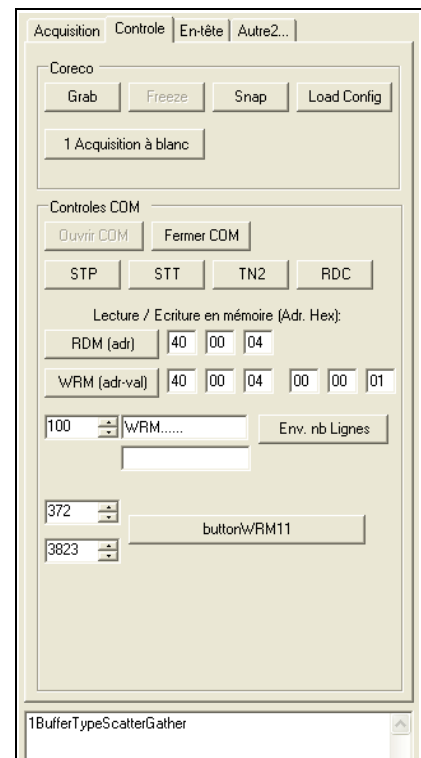 Acquisition Controle En-tête Autre2...
Coreco
Grab Freeze Snap Load Config
1 Acquisition à blanc
Controles COM
Ouvrir COM Fermer COM
STP STT TN2 RDC
Lecture / Ecriture en mémoire (Adr. Hex):
RDM (adr) 40 00 04
WRM (adr-val) 40 00 04 00 00 01
100 WRM...... Env. nb Lignes
372
buttonWRM11
3823
1BufferTypeScatterGather